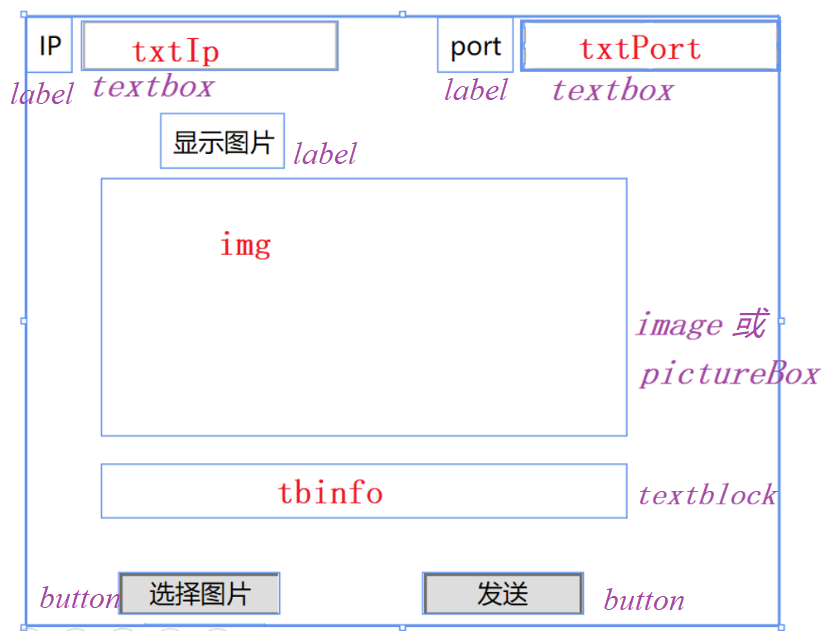 IP txtIp port txtPort
label textbox label textbox
显示图片 label
img
image 或
pictureBox
tbinfo textblock
button 选择图片 发送 button